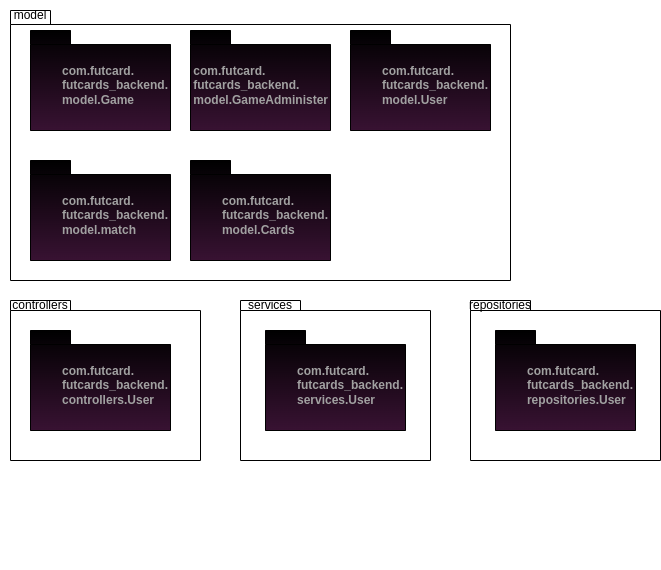 model
com.futcard.
futcards_backend.
model.Game
com.futcard.
futcards_backend.
model.GameAdminister
com.futcard.
futcards_backend.
model.User
com.futcard.
futcards_backend.
model.match
com.futcard.
futcards_backend.
model.Cards
controllers
com.futcard.
futcards_backend.
controllers.User
services
com.futcard.
futcards_backend.
services.User
repositories
com.futcard.
futcards_backend.
repositories.User